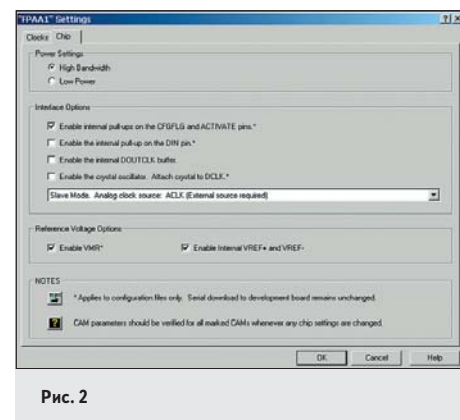 "FPAA1" Settings
Clocks Chip
Power Settings
High Bandwidth
Low Power
Interface Options
Enable internal pull-ups on the CFGFLG and ACTIVATE pins.*
Enable the internal pull-up on the DIN pin.*
Enable the internal DOUTCLK buffer.
Enable the crystal oscillator. Attach crystal to DCLK.*
Slave Mode. Analog clock source: ACLK (External source required)
Reference Voltage Options
Enable VMR* Enable Internal VREF+ and VREF-
NOTES
* Applies to configuration files only. Serial download to development board remains unchanged.
CAM parameters should be verified for all marked CAMs whenever any chip settings are changed.
OK Cancel Help
Рис. 2